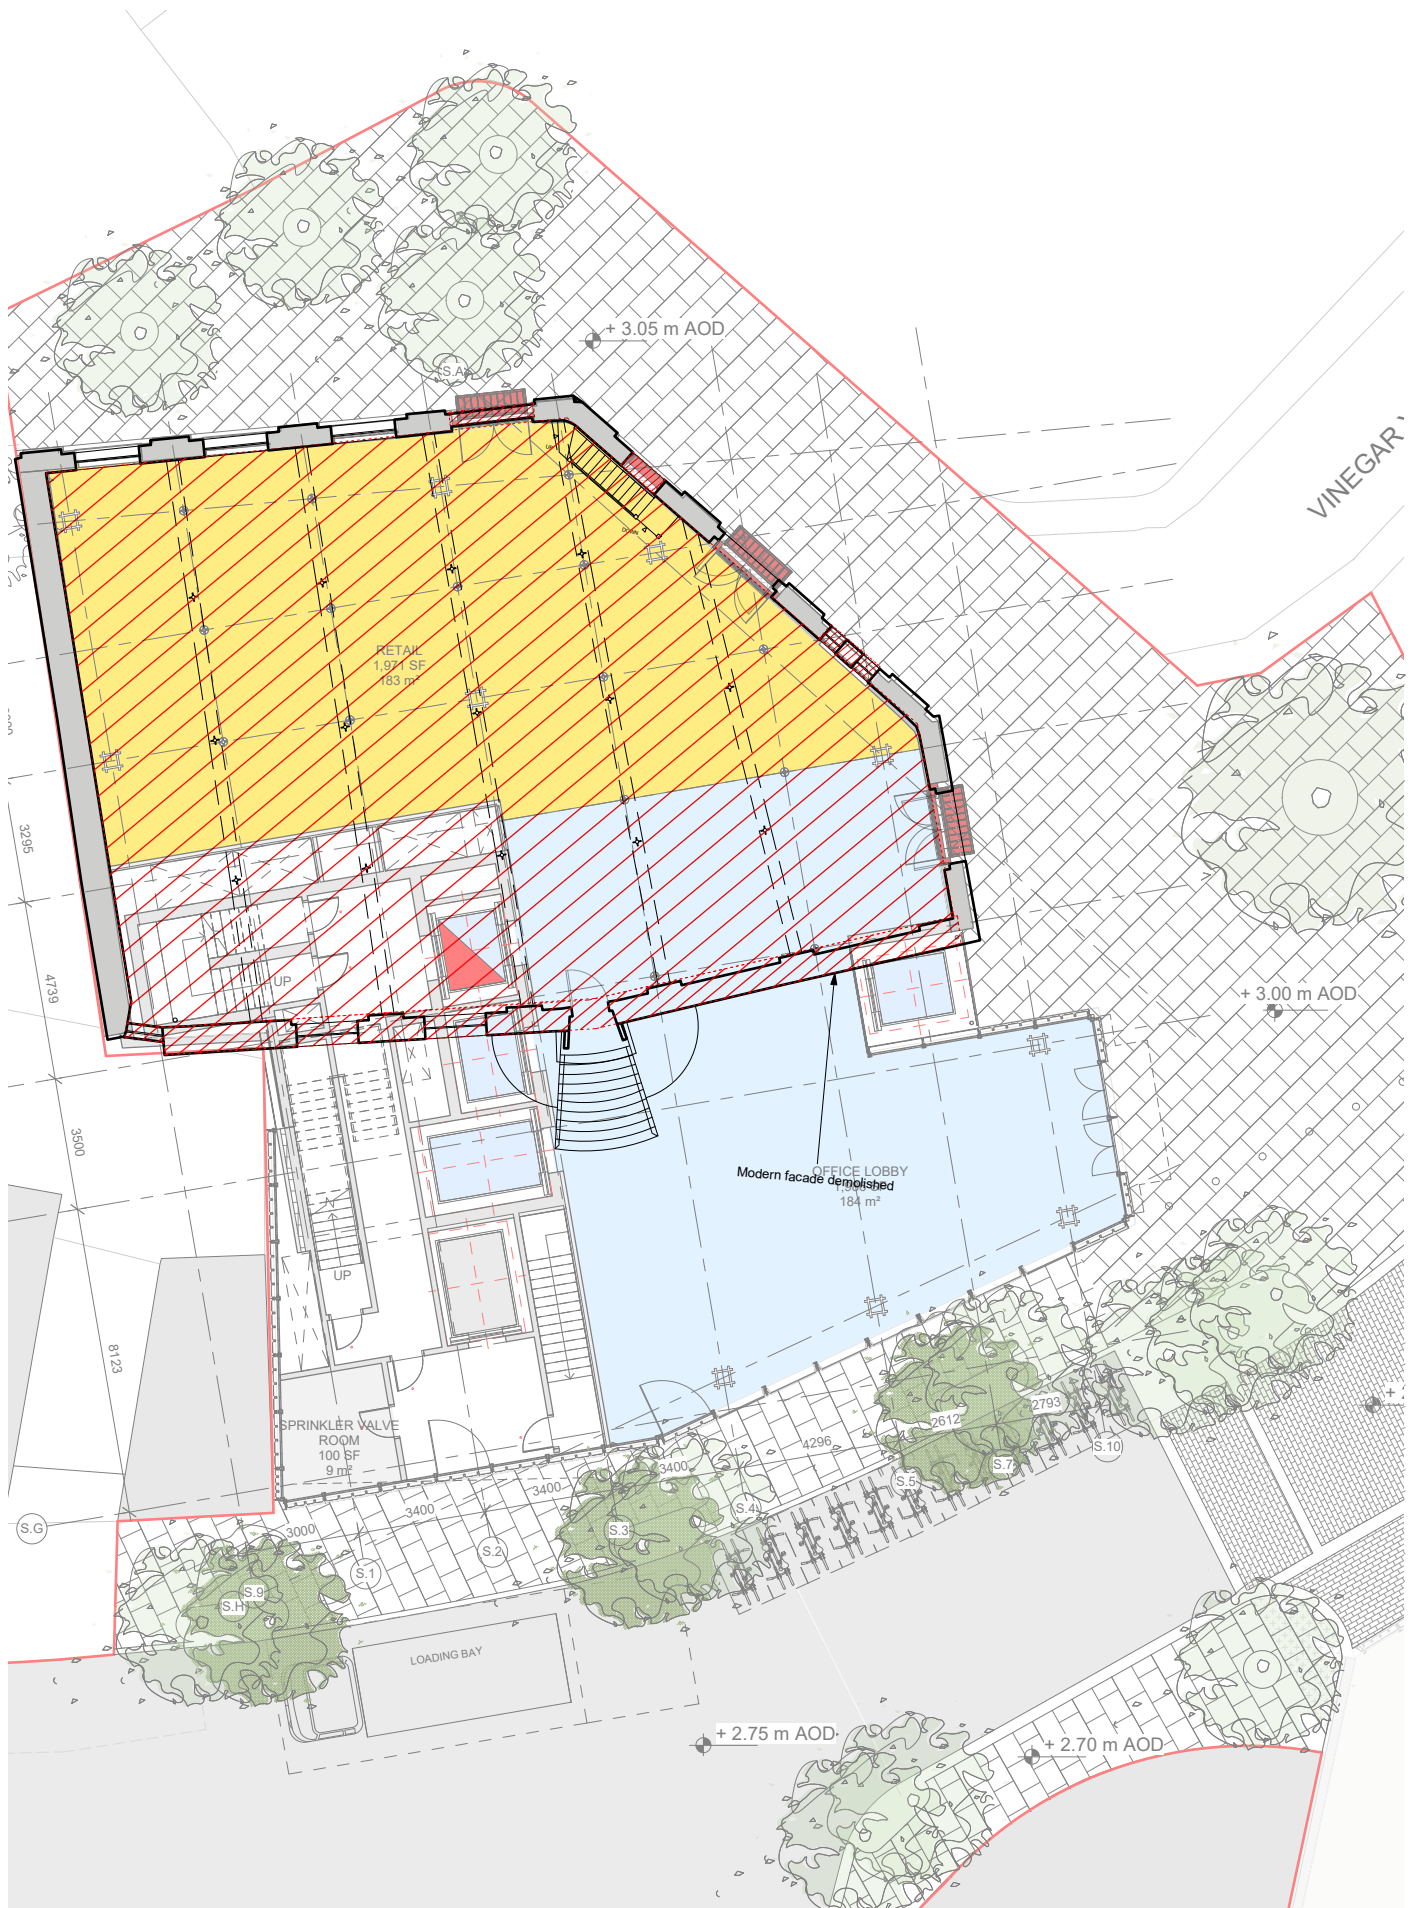 + 3.05 m AOD
S.A
VINEGAR Y
DOWN
RETAIL
1,971 SF
183 m²
3295
4739
UP
+ 3.00 m AOD
3500
Modern facade demolished
OFFICE LOBBY
184 m²
UP
8123
SPRINKLER VALVE
ROOM
100 SF
9 m²
2612
2793
4296
S.10
S.7
S.5
3400
3400
3400
3000
S.4
S.3
S.2
S.1
S.G
S.9
S.H
LOADING BAY
+ 2.75 m AOD
+ 2.70 m AOD